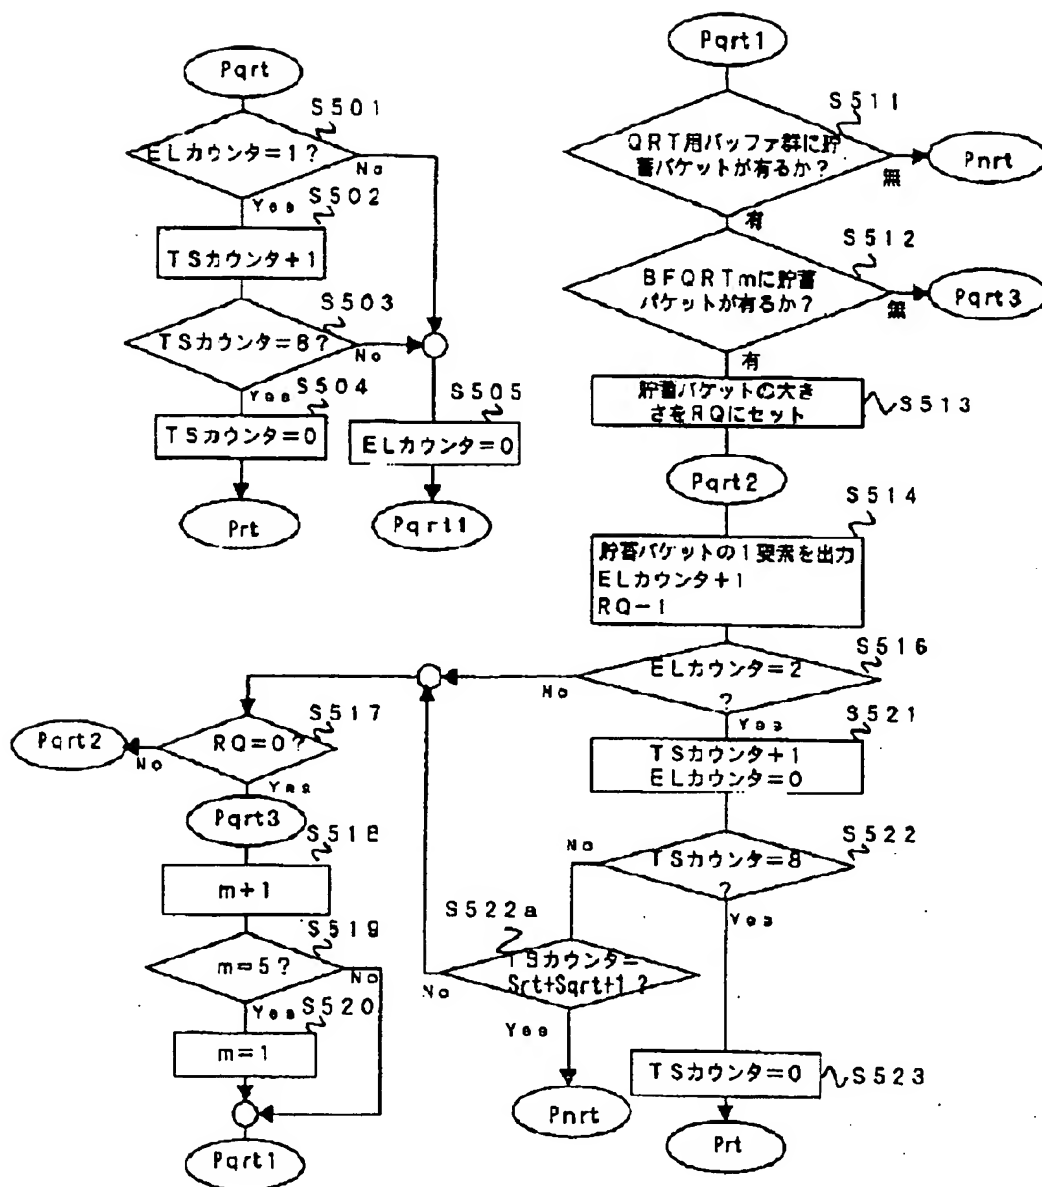 Pqrt
S501
ELカウンタ=1?
No
Yes
S502
TSカウンタ+1
S503
TSカウンタ=8?
No
Yes
S504
TSカウンタ=0
Prt
S505
ELカウンタ=0
Pqrt1
Pqrt1
S511
QRT用バッファ群に貯
蓄パケットが有るか?
無
Pnrt
有
S512
BFQRTmに貯蓄
パケットが有るか?
無
Pqrt3
有
貯蓄パケットの大き
さをRQにセット
S513
Pqrt2
S514
貯蓄パケットの1要素を出力
ELカウンタ+1
RQ-1
S516
ELカウンタ=2
?
No
Yes
S521
TSカウンタ+1
ELカウンタ=0
S522
TSカウンタ=8
?
No
Yes
S522a
TSカウンタ=
Srt+Sqrt+1?
No
Yes
Pnrt
TSカウンタ=0
S523
Prt
S517
RQ=0?
No
Pqrt2
Yes
Pqrt3
S518
m+1
S519
m=5?
No
Yes
S520
m=1
Pqrt1